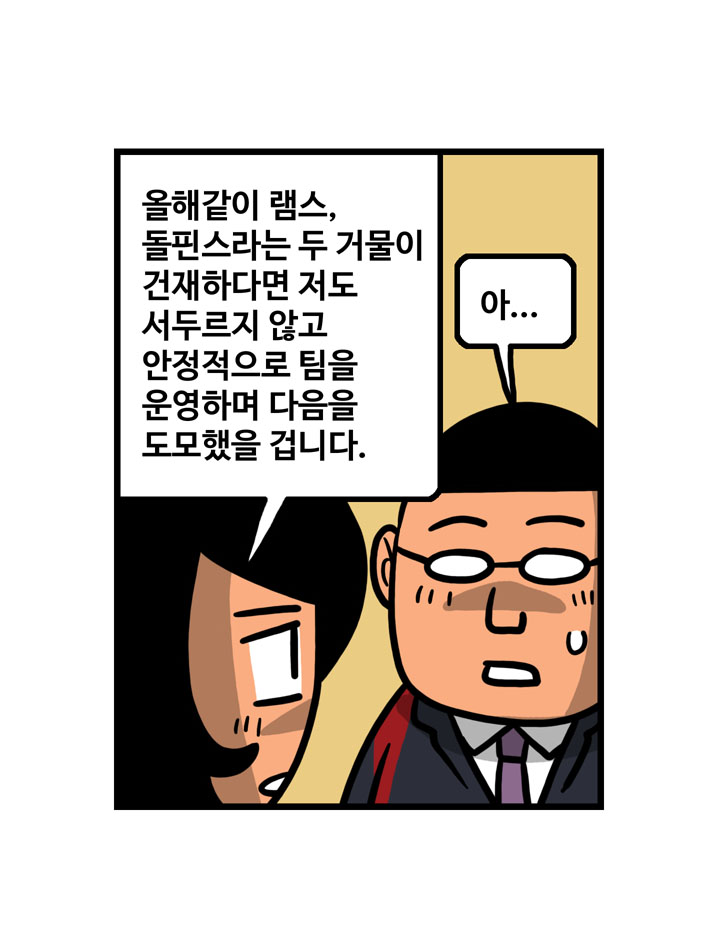 올해같이 램스,
돌핀스라는 두 거물이
건재하다면 저도
서두르지 않고
안정적으로 팀을
운영하며 다음을
도모했을 겁니다.
아...